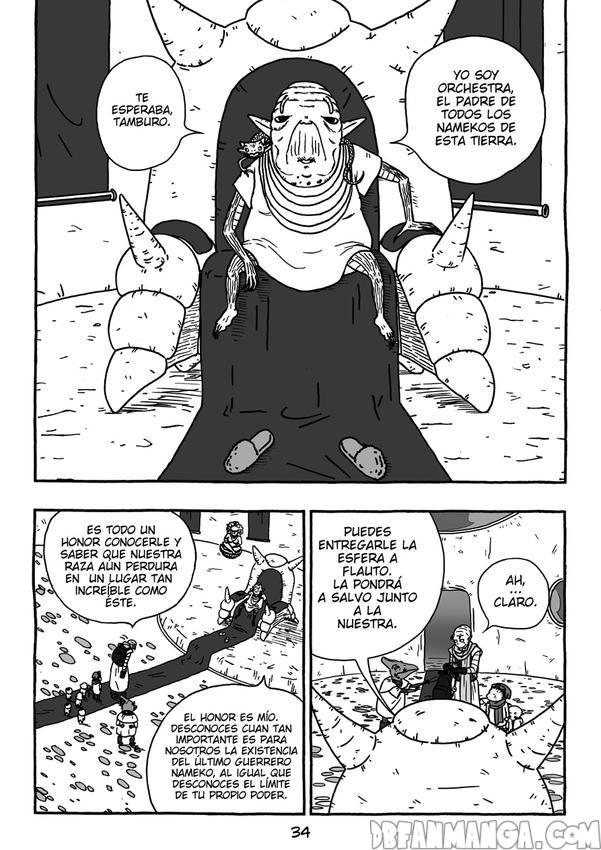 TE
ESPERABA,
TAMBURO.
YO SOY
ORCHESTRA,
EL PADRE DE
TODOS LOS
NAMEKOS DE
ESTA TIERRA.
ES TODO UN
HONOR CONOCERLE Y
SABER QUE NUESTRA
RAZA AÚN PERDURA
EN UN LUGAR TAN
INCREÍBLE COMO
ÉSTE.
EL HONOR ES MÍO.
DESCONOCES CUAN TAN
IMPORTANTE ES PARA
NOSOTROS LA EXISTENCIA
DEL ÚLTIMO GUERRERO
NAMEKO, AL IGUAL QUE
DESCONOCES EL LÍMITE
DE TU PROPIO PODER.
PUEDES
ENTREGARLE LA
ESFERA A
FLAUTO.
LA PONDRÁ
A SALVO JUNTO
A LA
NUESTRA.
AH,
...
CLARO.
34
DBFANMANGA.COM